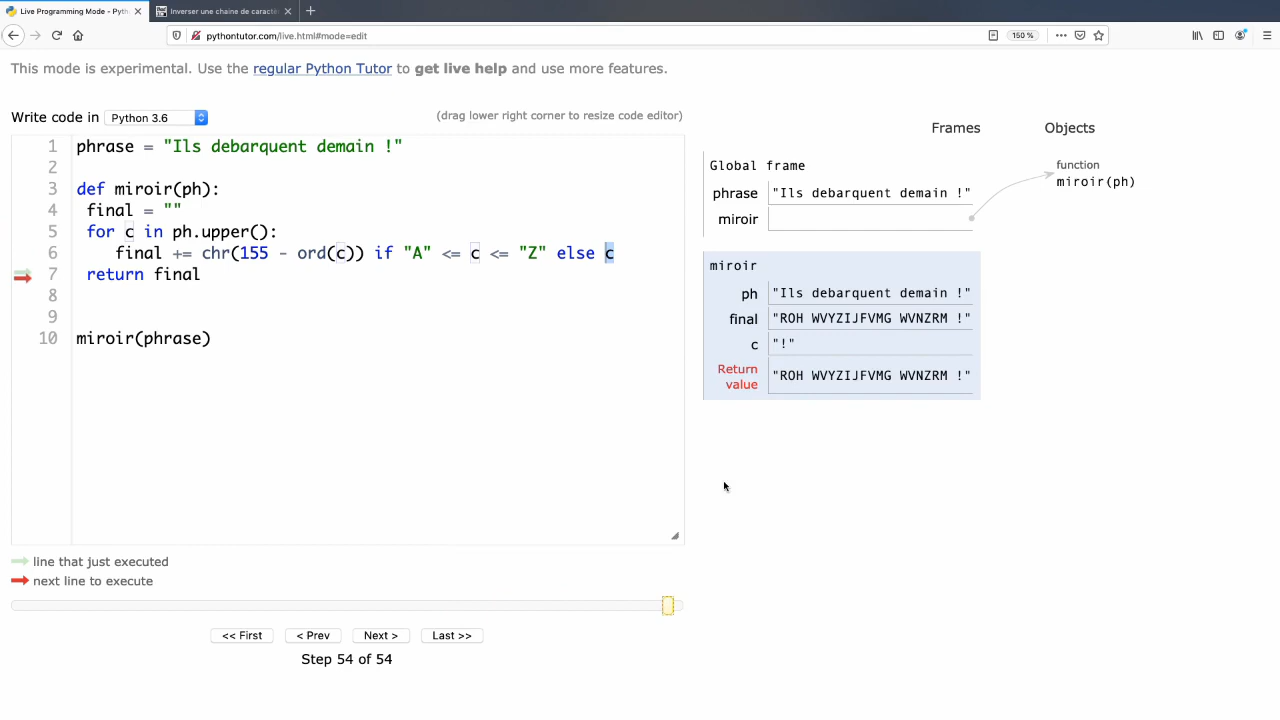 Live Programming Mode - Pyth
Inverser une chaine de caractè
pythontutor.com/live.html#mode=edit
150 %
This mode is experimental. Use the regular Python Tutor to get live help and use more features.
Write code in Python 3.6
(drag lower right corner to resize code editor)
1 phrase = "Ils debarquent demain !"
2
3 def miroir(ph):
4 final = ""
5 for c in ph.upper():
6 final += chr(155 - ord(c)) if "A" <= c <= "Z" else c
7 return final
8
9
10 miroir(phrase)
line that just executed
next line to execute
<< First < Prev Next > Last >>
Step 54 of 54
Frames Objects
Global frame
phrase "Ils debarquent demain !"
miroir
function
miroir(ph)
miroir
ph "Ils debarquent demain !"
final "ROH WVYZIJFVMG WVNZRM !"
c "!"
Return
value "ROH WVYZIJFVMG WVNZRM !"